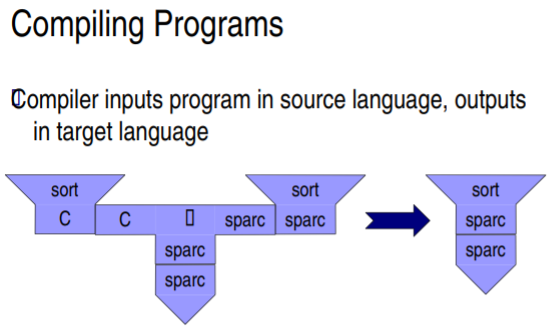 Compiling Programs
Compiler inputs program in source language, outputs
in target language
sort sort sort
C C sparc sparc sparc
sparc sparc
sparc